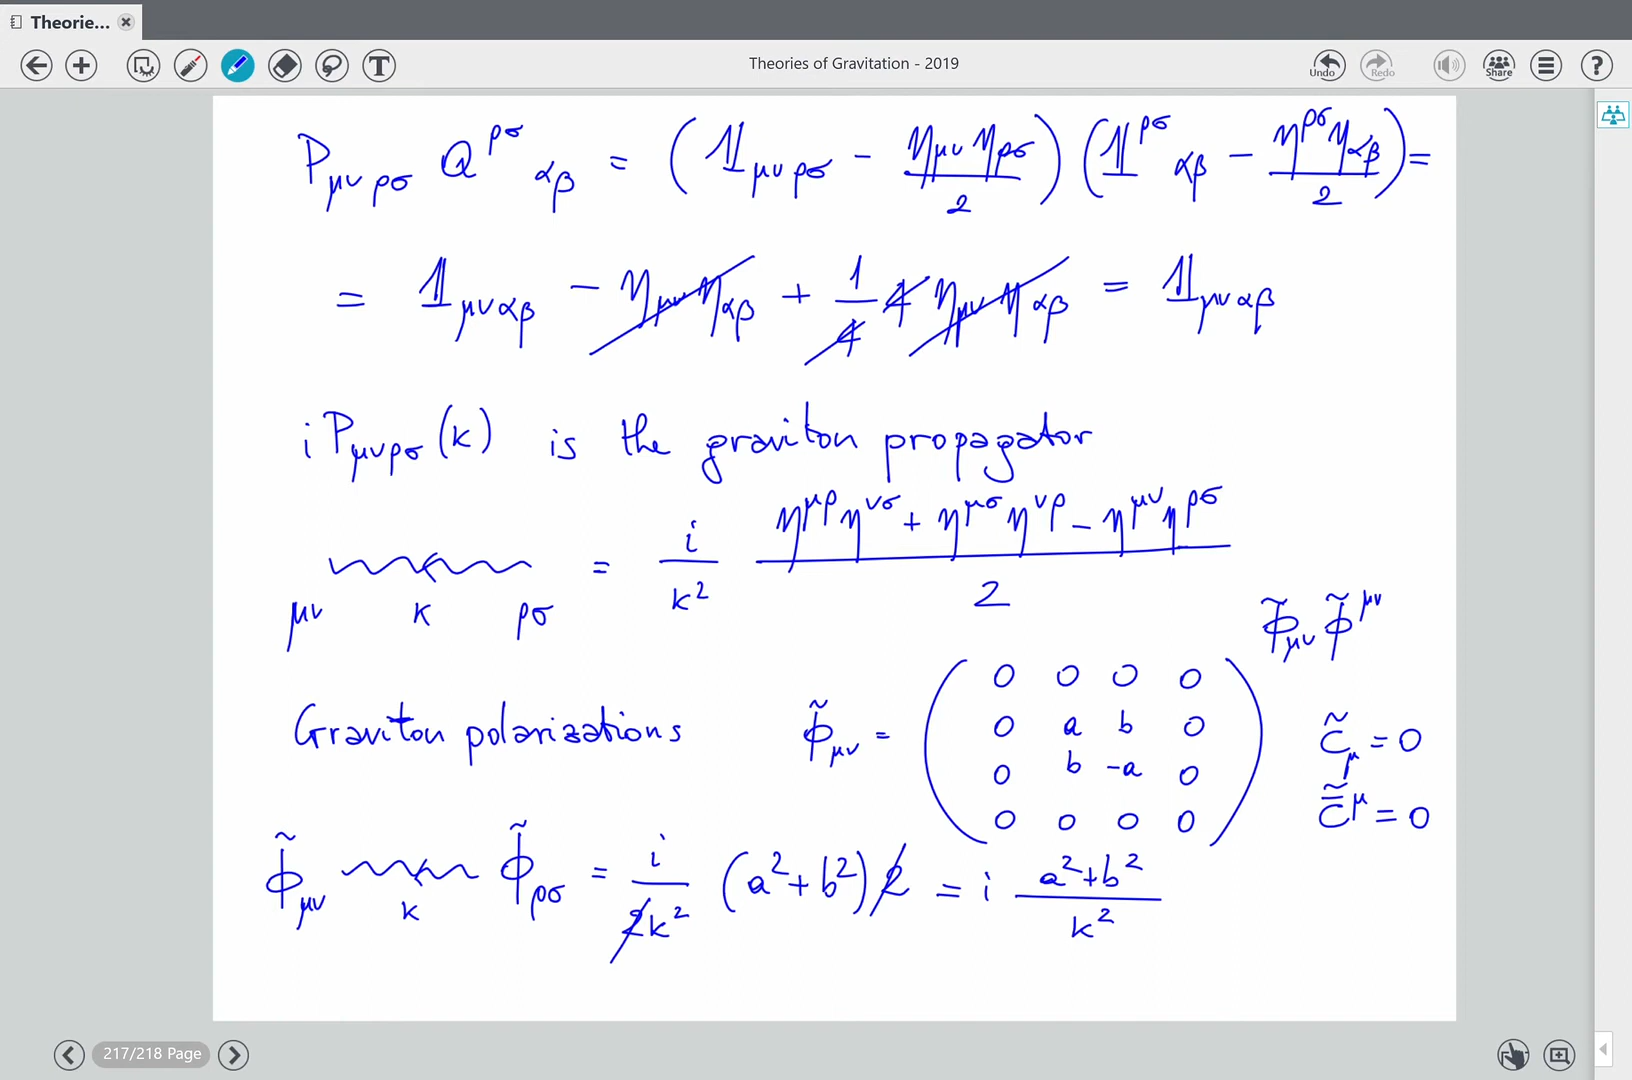 Theorie...
Theories of Gravitation - 2019
Undo Redo Share ?
P_{μν ρσ} Q^{ρσ}_{αβ} = (𝟙_{μν ρσ} - η_{μν} η_{ρσ} / 2) (𝟙^{ρσ}_{αβ} - η^{ρσ} η_{αβ} / 2) =
= 𝟙_{μναβ} - η_{μν} η_{αβ} + 1/4 4 η_{μν} η_{αβ} = 𝟙_{μναβ}
i P_{μνρσ} (k) is the graviton propagator
μν k ρσ = i/k² (η^{μρ} η^{νσ} + η^{μσ} η^{νρ} - η^{μν} η^{ρσ}) / 2
ϕ̃_{μν} ϕ̃^{μν}
Graviton polarizations ϕ̃_{μν} = ( 0 0 0 0
0 a b 0
0 b -a 0
0 0 0 0 )
C̃_μ = 0
C̄̃^μ = 0
ϕ̃_{μν} k ϕ̃_{ρσ} = i/2k² (a²+b²) 2 = i (a²+b²)/k²
217/218 Page